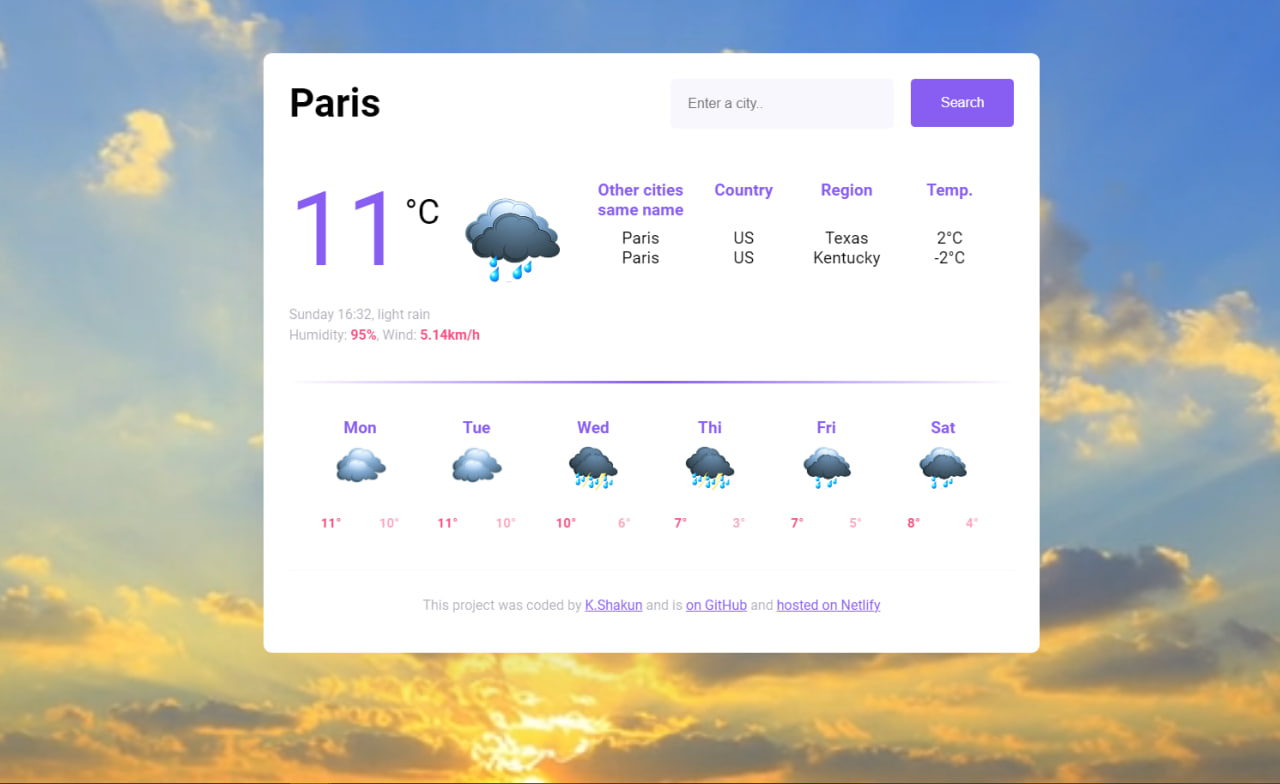 Paris
Enter a city..
Search
11 °C
Other cities same name Country Region Temp.
Paris US Texas 2°C
Paris US Kentucky -2°C
Sunday 16:32, light rain
Humidity: 95%, Wind: 5.14km/h
Mon Tue Wed Thi Fri Sat
11° 10° 11° 10° 10° 6° 7° 3° 7° 5° 8° 4°
This project was coded by K.Shakun and is on GitHub and hosted on Netlify